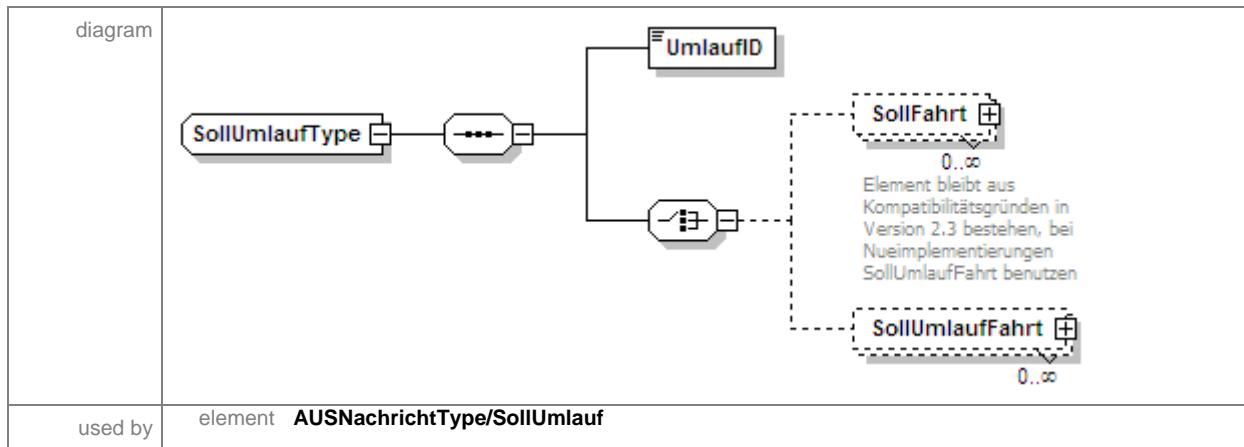 diagram
UmlaufID
SollUmlaufType
SollFahrt
0..∞
Element bleibt aus
Kompatibilitätsgründen in
Version 2.3 bestehen, bei
Nueimplementierungen
SollUmlaufFahrt benutzen
SollUmlaufFahrt
0..∞
used by
element AUSNachrichtType/SollUmlauf